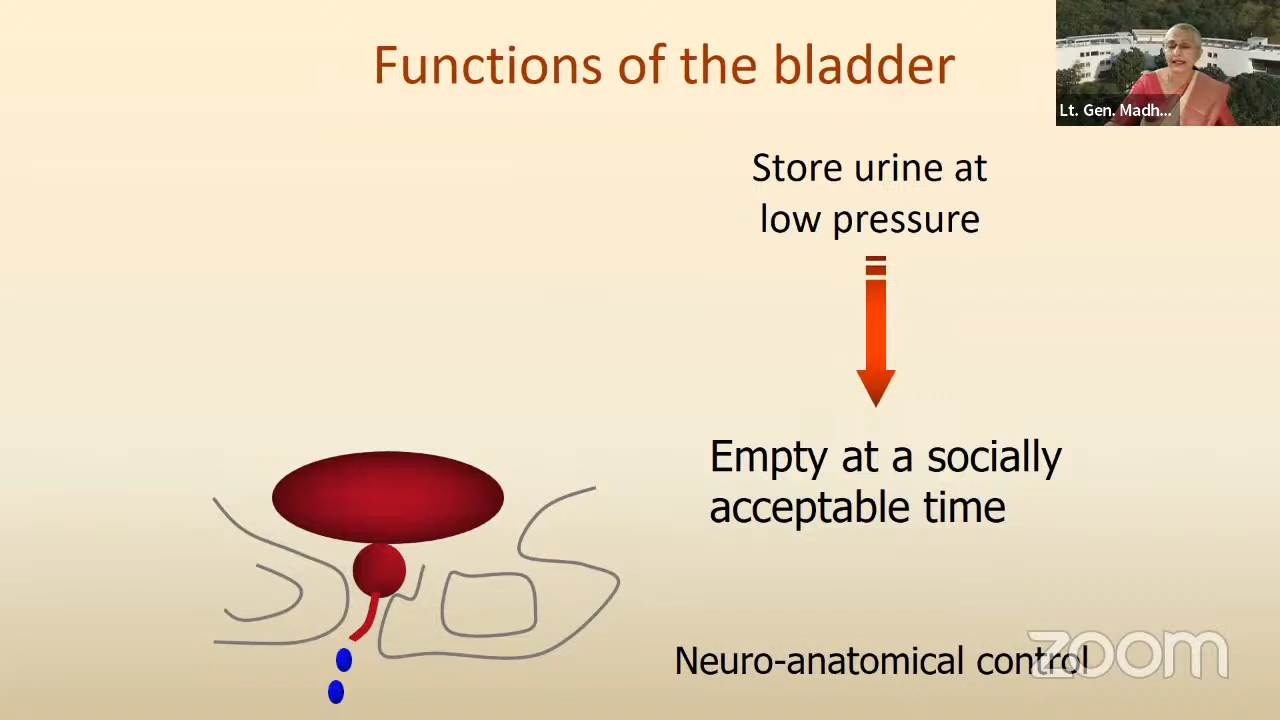 Functions of the bladder
Lt. Gen. Madh...
Store urine at
low pressure
Empty at a socially
acceptable time
Neuro-anatomical control
zoom